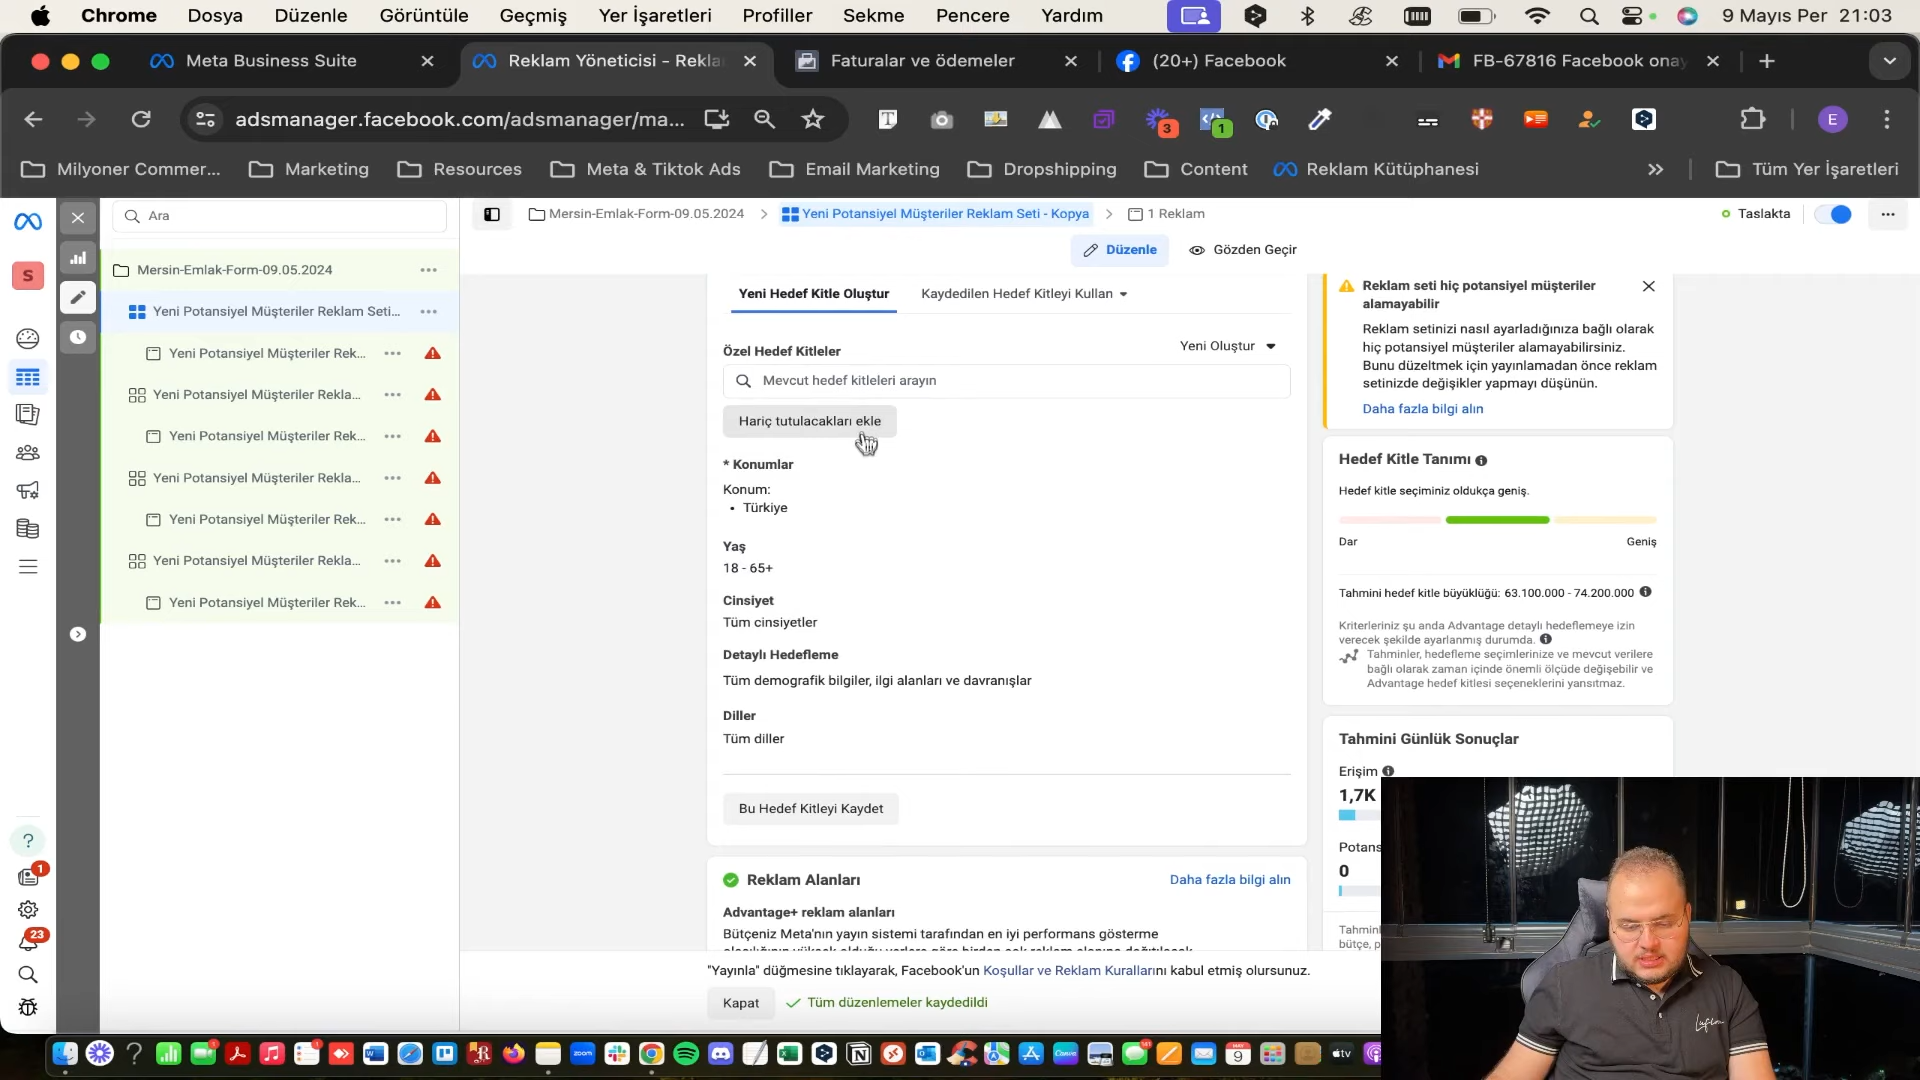 Chrome Dosya Düzenle Görüntüle Geçmiş Yer İşaretleri Profiller Sekme Pencere Yardım 9 Mayıs Per 21:03
Meta Business Suite Reklam Yöneticisi - Rekla Faturalar ve ödemeler (20+) Facebook FB-67816 Facebook onay
adsmanager.facebook.com/adsmanager/ma... 3 1 E
Milyoner Commer... Marketing Resources Meta & Tiktok Ads Email Marketing Dropshipping Content Reklam Kütüphanesi Tüm Yer İşaretleri
Ara
Mersin-Emlak-Form-09.05.2024 Yeni Potansiyel Müşteriler Reklam Seti - Kopya 1 Reklam Taslakta
Düzenle Gözden Geçir
S
Mersin-Emlak-Form-09.05.2024
Yeni Potansiyel Müşteriler Reklam Seti...
Yeni Potansiyel Müşteriler Rek...
Yeni Potansiyel Müşteriler Rekla...
Yeni Potansiyel Müşteriler Rek...
Yeni Potansiyel Müşteriler Rekla...
Yeni Potansiyel Müşteriler Rek...
Yeni Potansiyel Müşteriler Rekla...
Yeni Potansiyel Müşteriler Rek...
1
23
Yeni Hedef Kitle Oluştur Kaydedilen Hedef Kitleyi Kullan
Özel Hedef Kitleler Yeni Oluştur
Mevcut hedef kitleleri arayın
Hariç tutulacakları ekle
* Konumlar
Konum:
• Türkiye
Yaş
18 - 65+
Cinsiyet
Tüm cinsiyetler
Detaylı Hedefleme
Tüm demografik bilgiler, ilgi alanları ve davranışlar
Diller
Tüm diller
Bu Hedef Kitleyi Kaydet
Reklam Alanları Daha fazla bilgi alın
Advantage+ reklam alanları
Bütçeniz Meta'nın yayın sistemi tarafından en iyi performans gösterme
"Yayınla" düğmesine tıklayarak, Facebook'un Koşullar ve Reklam Kurallarını kabul etmiş olursunuz.
Kapat Tüm düzenlemeler kaydedildi
Reklam seti hiç potansiyel müşteriler
alamayabilir
Reklam setinizi nasıl ayarladığınıza bağlı olarak
hiç potansiyel müşteriler alamayabilirsiniz.
Bunu düzeltmek için yayınlamadan önce reklam
setinizde değişikler yapmayı düşünün.
Daha fazla bilgi alın
Hedef Kitle Tanımı
Hedef kitle seçiminiz oldukça geniş.
Dar Geniş
Tahmini hedef kitle büyüklüğü: 63.100.000 - 74.200.000
Kriterleriniz şu anda Advantage detaylı hedeflemeye izin
verecek şekilde ayarlanmış durumda.
Tahminler, hedefleme seçimlerinize ve mevcut verilere
bağlı olarak zaman içinde önemli ölçüde değişebilir ve
Advantage hedef kitlesi seçeneklerini yansıtmaz.
Tahmini Günlük Sonuçlar
Erişim
1,7K
Potans
0
bütçe, p